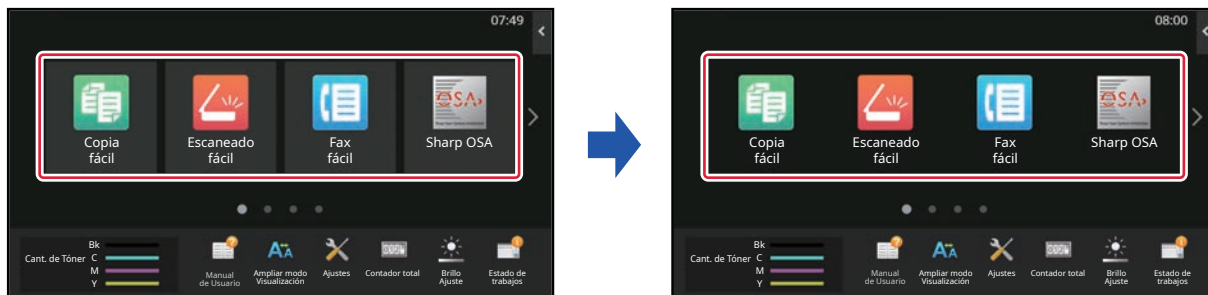 07:49
Copia
fácil
Escaneado
fácil
Fax
fácil
OSA
Sharp OSA
Bk
Cant. de Tóner C
M
Y
Manual
de Usuario
Ampliar modo
Visualización
Ajustes
Contador total
Brillo
Ajuste
Estado de
trabajos
08:00
Copia
fácil
Escaneado
fácil
Fax
fácil
OSA
Sharp OSA
Bk
Cant. de Tóner C
M
Y
Manual
de Usuario
Ampliar modo
Visualización
Ajustes
Contador total
Brillo
Ajuste
Estado de
trabajos